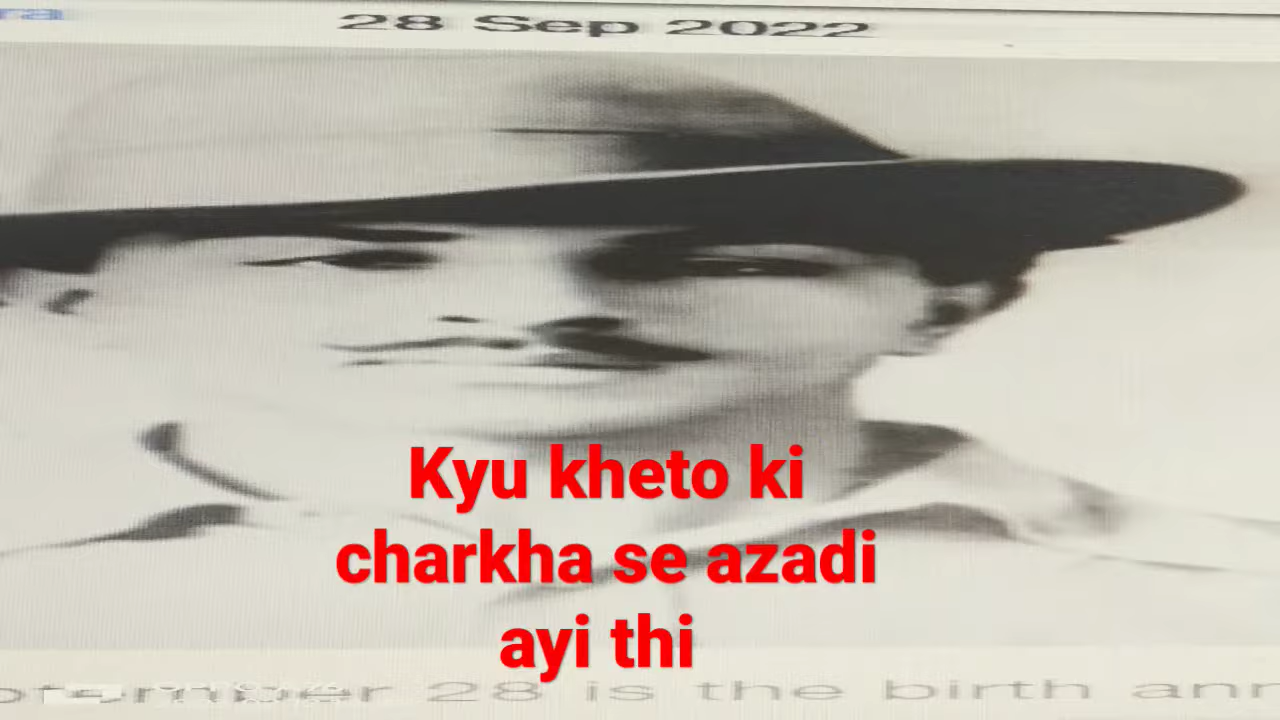 28 Sep 2022
Kyu kheto ki
charkha se azadi
ayi thi
28 is the birth